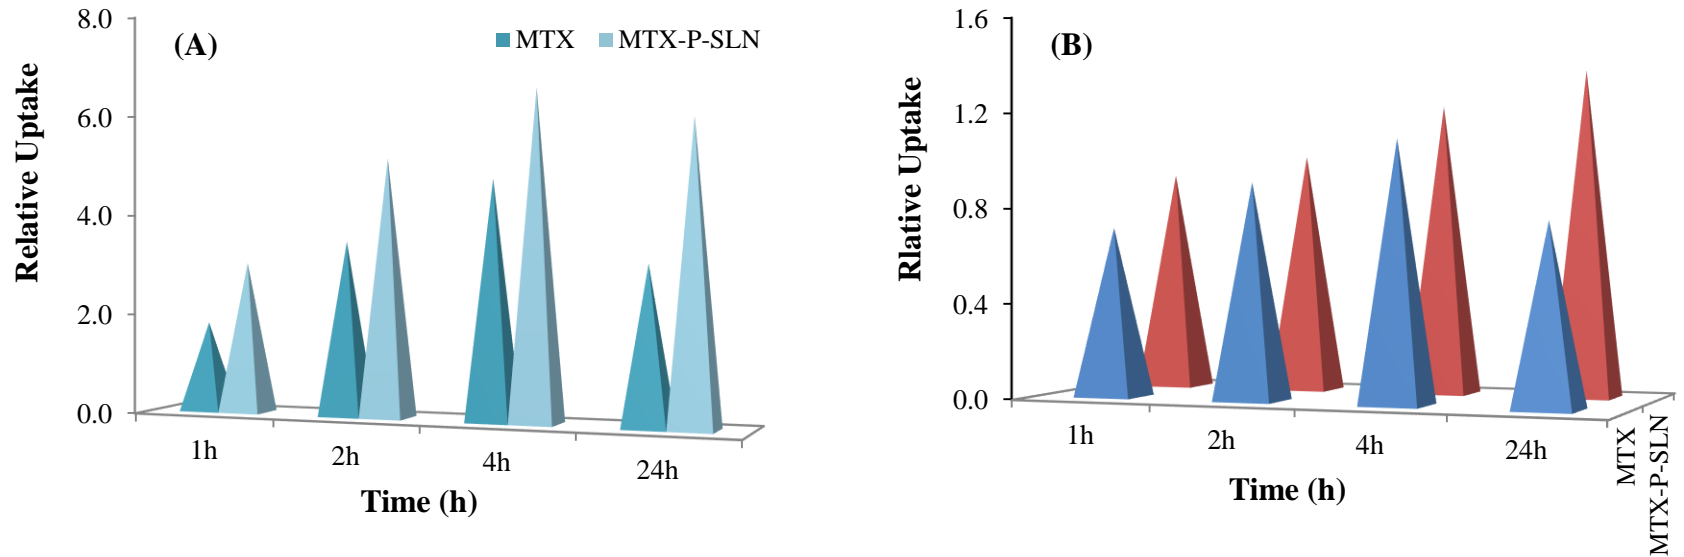 (A)
MTX
MTX-P-SLN
Relative Uptake
8.0
6.0
4.0
2.0
0.0
1h
2h
4h
24h
Time (h)
(B)
Rlative Uptake
1.6
1.2
0.8
0.4
0.0
1h
2h
4h
24h
Time (h)
MTX
MTX-P-SLN